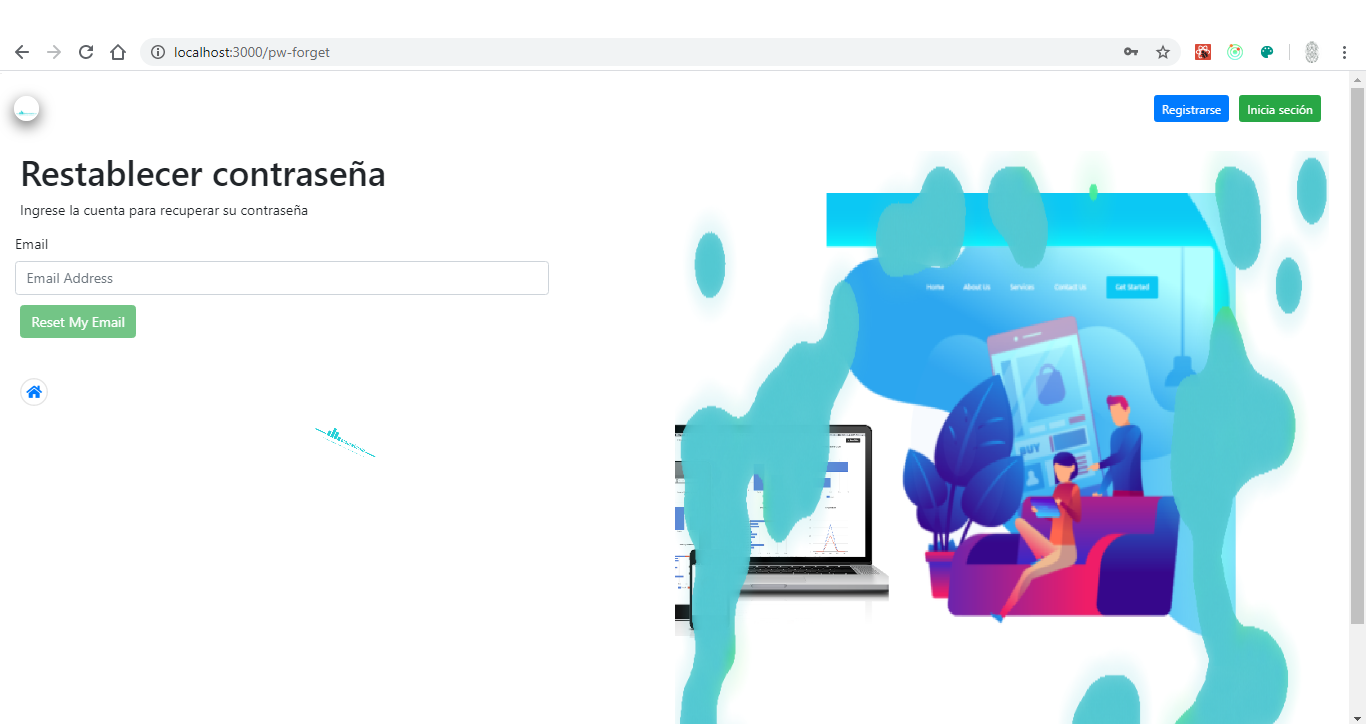 localhost:3000/pw-forget
Registrarse
Inicia seción
Restablecer contraseña
Ingrese la cuenta para recuperar su contraseña
Email
Email Address
Reset My Email
Home
About Us
Services
Contact Us
Get Started
BUY